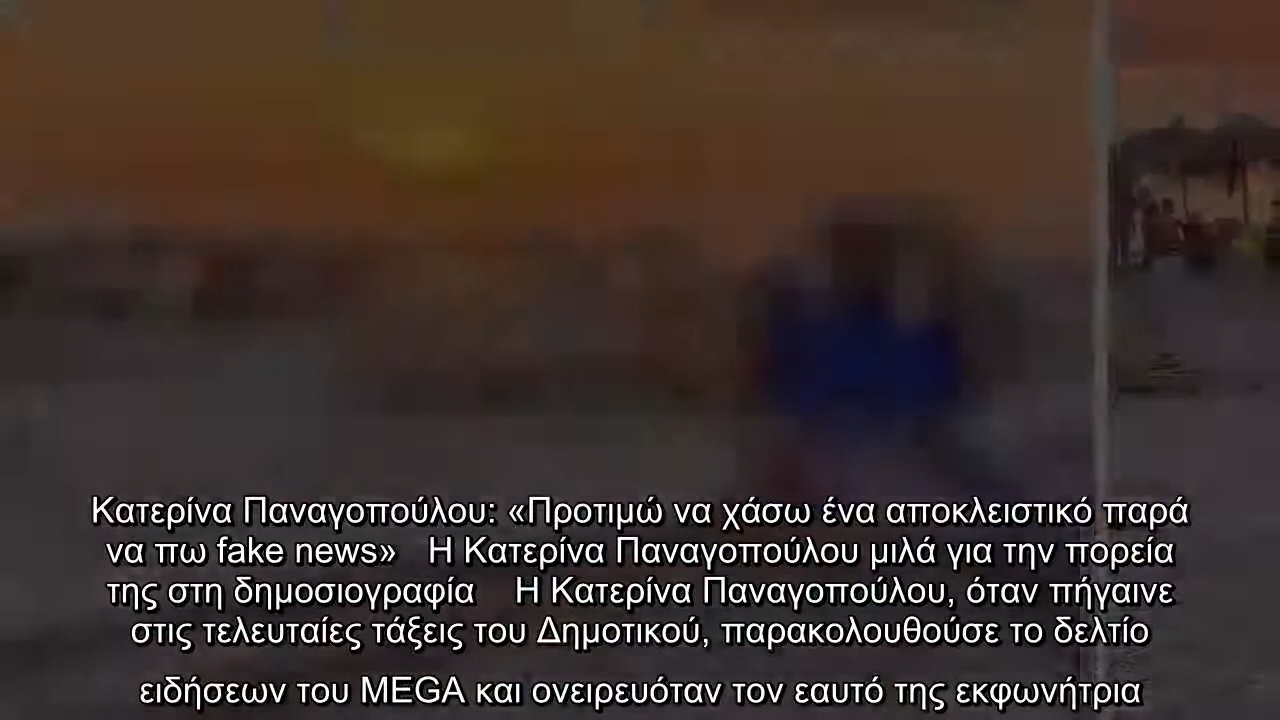 Κατερίνα Παναγοπούλου: «Προτιμώ να χάσω ένα αποκλειστικό παρά
να πω fake news»   Η Κατερίνα Παναγοπούλου μιλά για την πορεία
της στη δημοσιογραφία    Η Κατερίνα Παναγοπούλου, όταν πήγαινε
στις τελευταίες τάξεις του Δημοτικού, παρακολουθούσε το δελτίο
ειδήσεων του MEGA και ονειρευόταν τον εαυτό της εκφωνήτρια